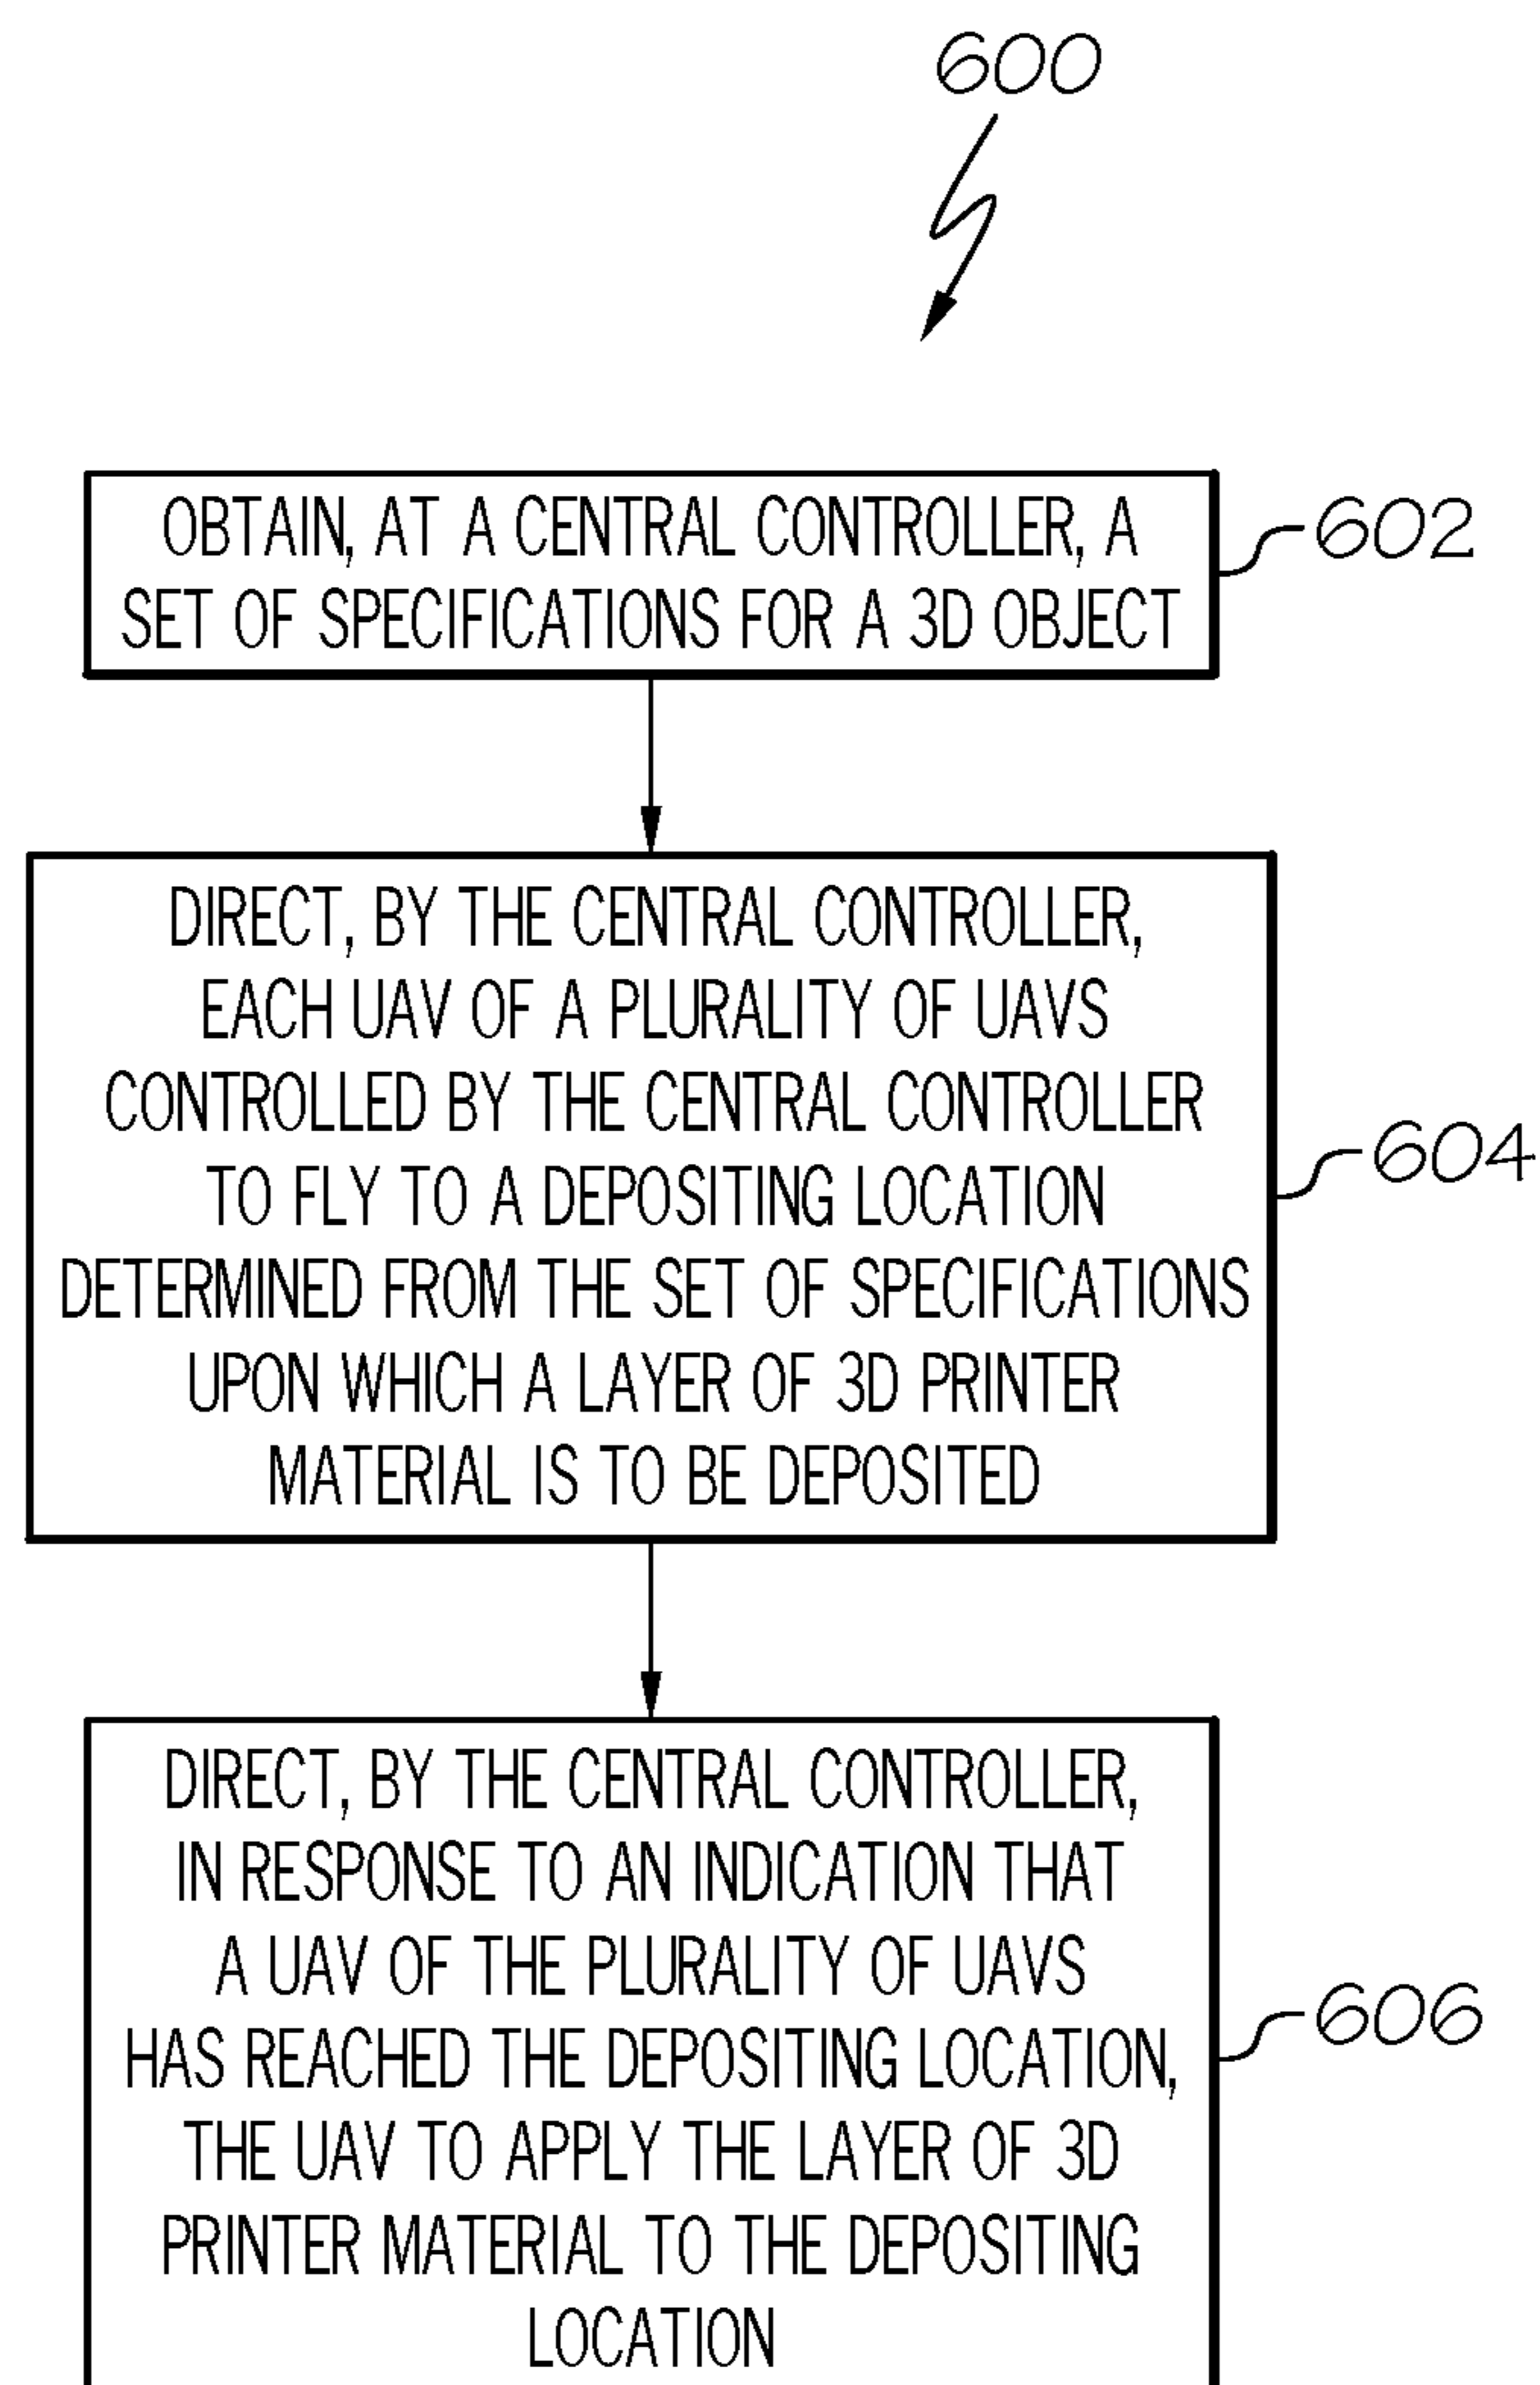 600
OBTAIN, AT A CENTRAL CONTROLLER, A
SET OF SPECIFICATIONS FOR A 3D OBJECT
602
DIRECT, BY THE CENTRAL CONTROLLER,
EACH UAV OF A PLURALITY OF UAVS
CONTROLLED BY THE CENTRAL CONTROLLER
TO FLY TO A DEPOSITING LOCATION
DETERMINED FROM THE SET OF SPECIFICATIONS
UPON WHICH A LAYER OF 3D PRINTER
MATERIAL IS TO BE DEPOSITED
604
DIRECT, BY THE CENTRAL CONTROLLER,
IN RESPONSE TO AN INDICATION THAT
A UAV OF THE PLURALITY OF UAVS
HAS REACHED THE DEPOSITING LOCATION,
THE UAV TO APPLY THE LAYER OF 3D
PRINTER MATERIAL TO THE DEPOSITING
LOCATION
606